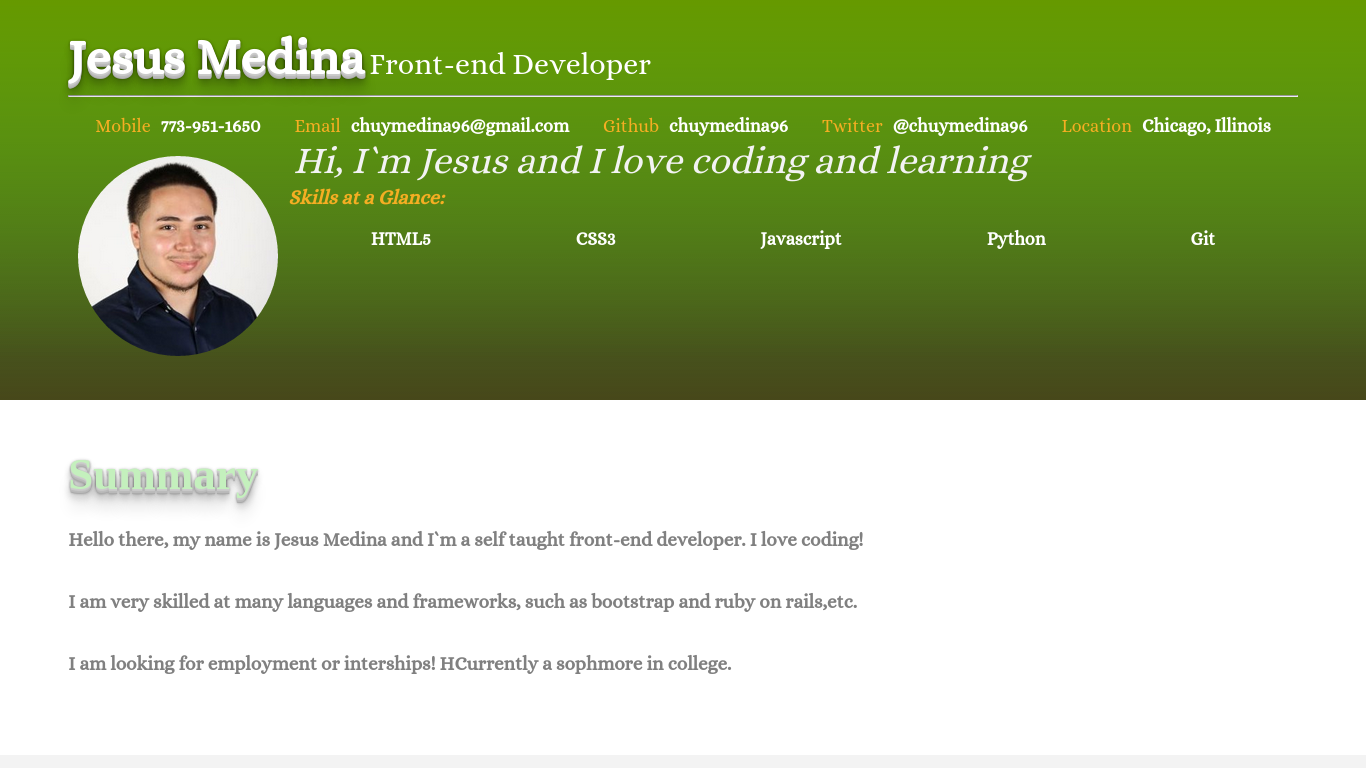 Jesus Medina Front-end Developer
Mobile 773-951-1650 Email chuymedina96@gmail.com Github chuymedina96 Twitter @chuymedina96 Location Chicago, Illinois
Hi, I`m Jesus and I love coding and learning
Skills at a Glance:
HTML5 CSS3 Javascript Python Git
Summary
Hello there, my name is Jesus Medina and I`m a self taught front-end developer. I love coding!
I am very skilled at many languages and frameworks, such as bootstrap and ruby on rails,etc.
I am looking for employment or interships! HCurrently a sophmore in college.